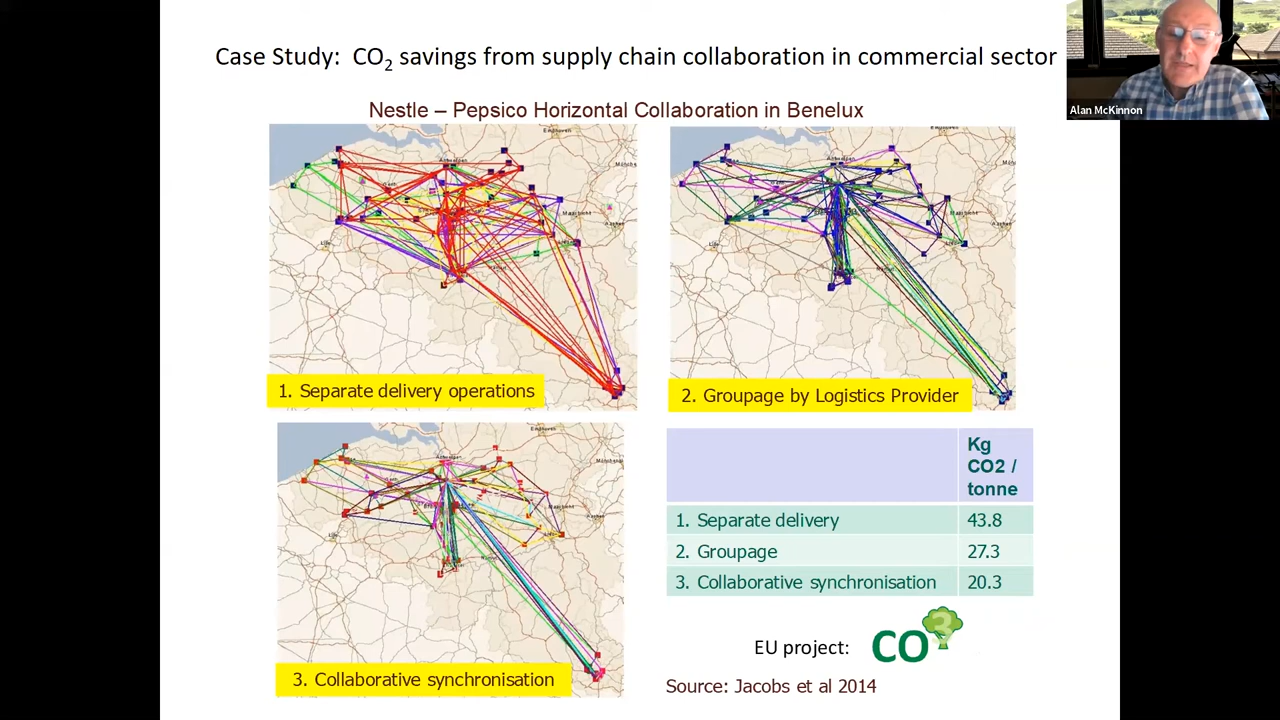 Case Study: CO2 savings from supply chain collaboration in commercial sector
Alan McKinnon
Nestle – Pepsico Horizontal Collaboration in Benelux
1. Separate delivery operations
2. Groupage by Logistics Provider
3. Collaborative synchronisation
Kg
CO2 /
tonne
1. Separate delivery 43.8
2. Groupage 27.3
3. Collaborative synchronisation 20.3
EU project: CO3
Source: Jacobs et al 2014